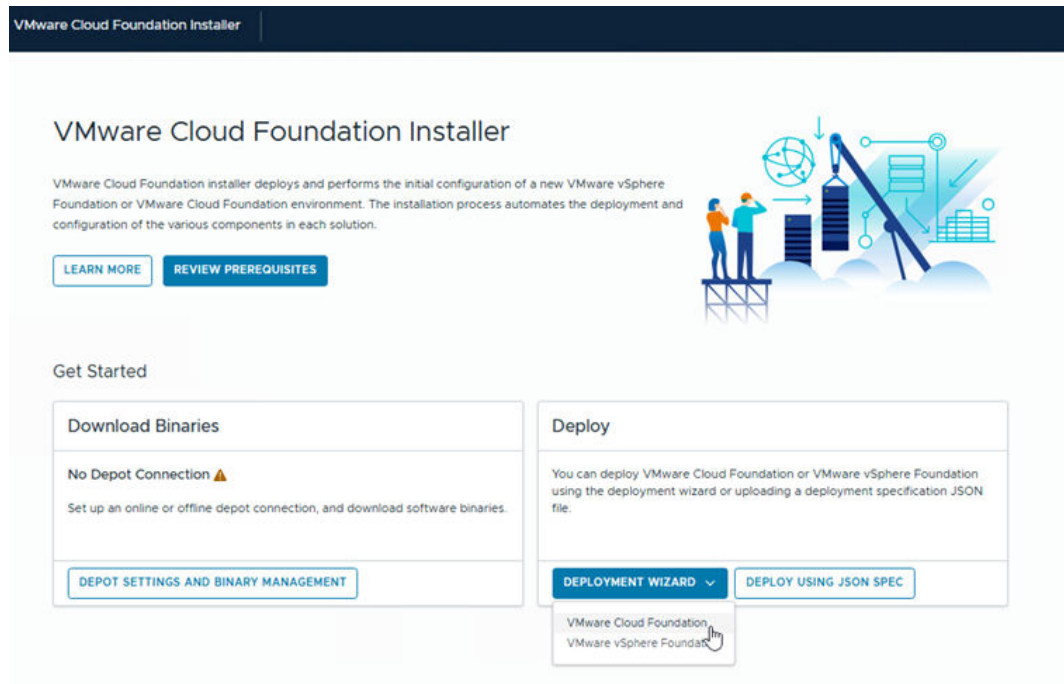 VMware Cloud Foundation Installer
VMware Cloud Foundation Installer
VMware Cloud Foundation installer deploys and performs the initial configuration of a new VMware vSphere
Foundation or VMware Cloud Foundation environment. The installation process automates the deployment and
configuration of the various components in each solution.
LEARN MORE
REVIEW PREREQUISITES
Get Started
Download Binaries
No Depot Connection
Set up an online or offline depot connection, and download software binaries.
DEPOT SETTINGS AND BINARY MANAGEMENT
Deploy
You can deploy VMware Cloud Foundation or VMware vSphere Foundation
using the deployment wizard or uploading a deployment specification JSON
file.
DEPLOYMENT WIZARD
DEPLOY USING JSON SPEC
VMware Cloud Foundation
VMware vSphere